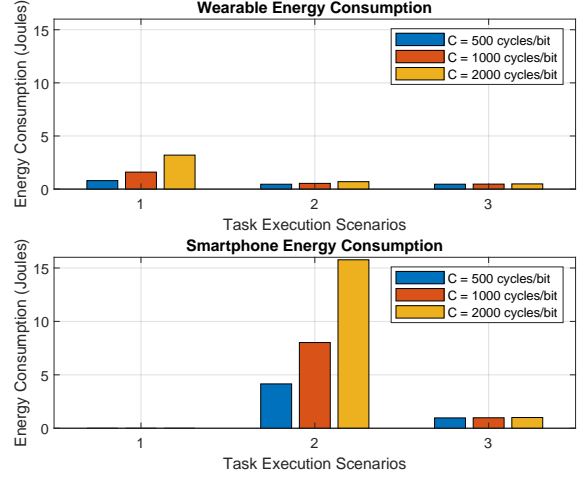 Wearable Energy Consumption
Energy Consumption (Joules)
15
10
5
0
C = 500 cycles/bit
C = 1000 cycles/bit
C = 2000 cycles/bit
1 2 3
Task Execution Scenarios
Smartphone Energy Consumption
Energy Consumption (Joules)
15
10
5
0
C = 500 cycles/bit
C = 1000 cycles/bit
C = 2000 cycles/bit
1 2 3
Task Execution Scenarios